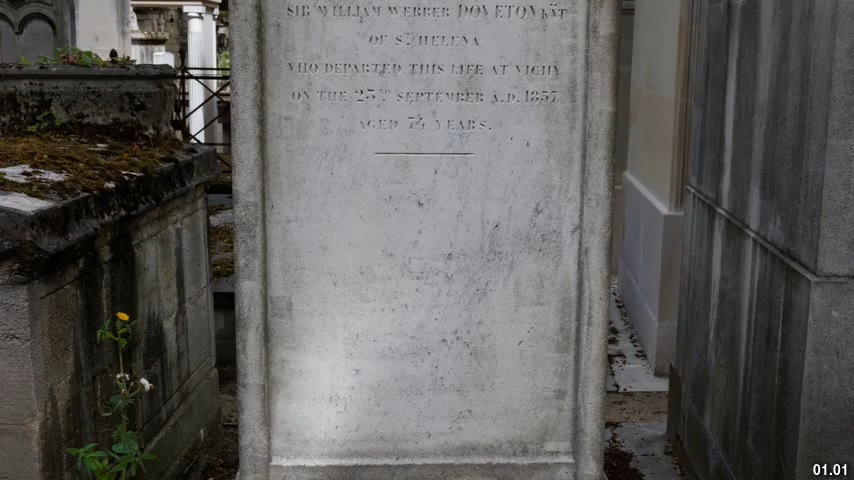 SIR WILLIAM WEBBER DOVETON KĀT
OF ST HELENA
WHO DEPARTED THIS LIFE AT VICHY
ON THE 23RD SEPTEMBER A.D. 1857
AGED 74 YEARS.
01.01